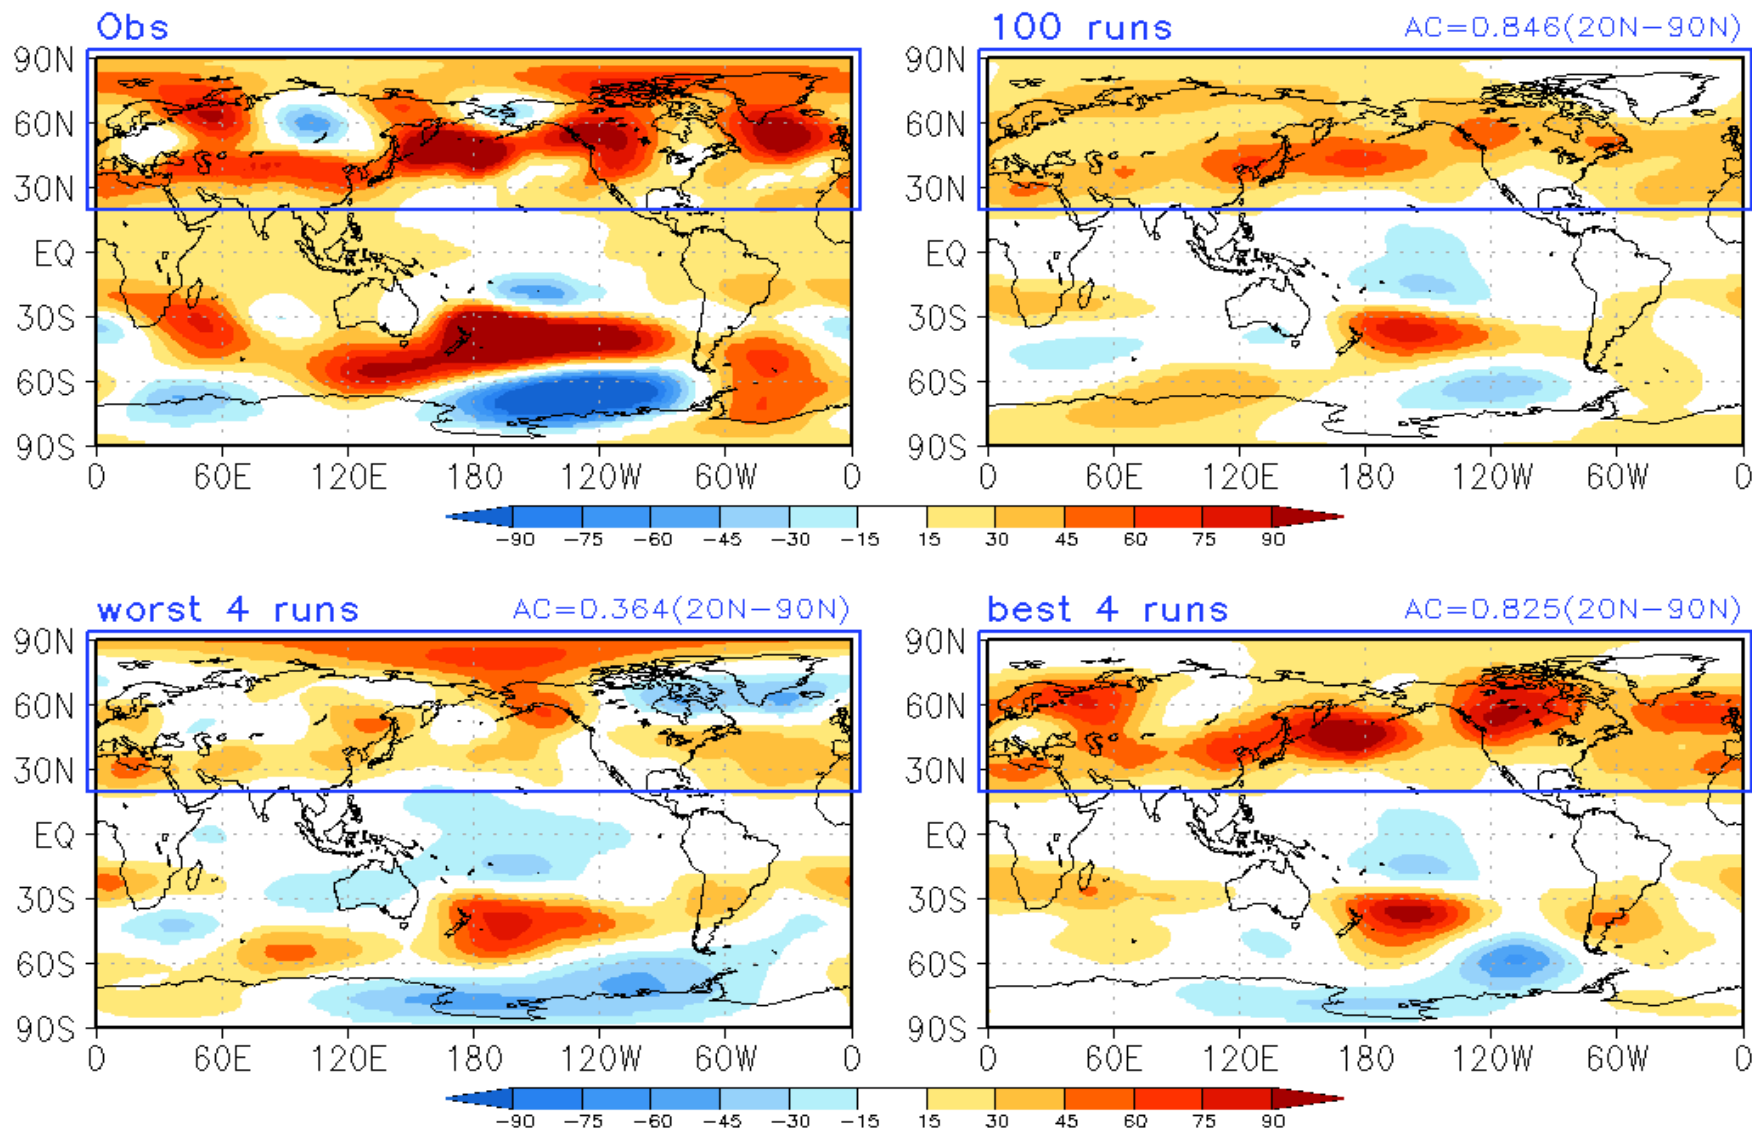 Obs
90N
60N
30N
EQ
30S
60S
90S
0 60E 120E 180 120W 60W 0
100 runs AC=0.846(20N−90N)
90N
60N
30N
EQ
30S
60S
90S
0 60E 120E 180 120W 60W 0
−90 −75 −60 −45 −30 −15 15 30 45 60 75 90
worst 4 runs AC=0.364(20N−90N)
90N
60N
30N
EQ
30S
60S
90S
0 60E 120E 180 120W 60W 0
best 4 runs AC=0.825(20N−90N)
90N
60N
30N
EQ
30S
60S
90S
0 60E 120E 180 120W 60W 0
−90 −75 −60 −45 −30 −15 15 30 45 60 75 90